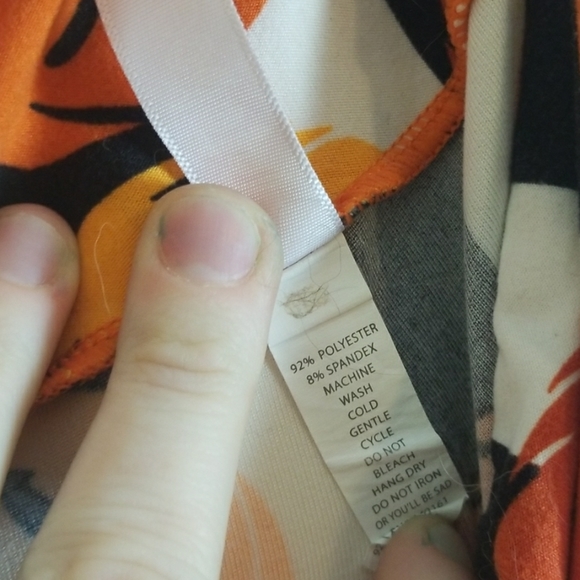 92% POLYESTER
8% SPANDEX
MACHINE
WASH
COLD
GENTLE
CYCLE
DO NOT
BLEACH
HANG DRY
DO NOT IRON
OR YOU'LL BE SAD